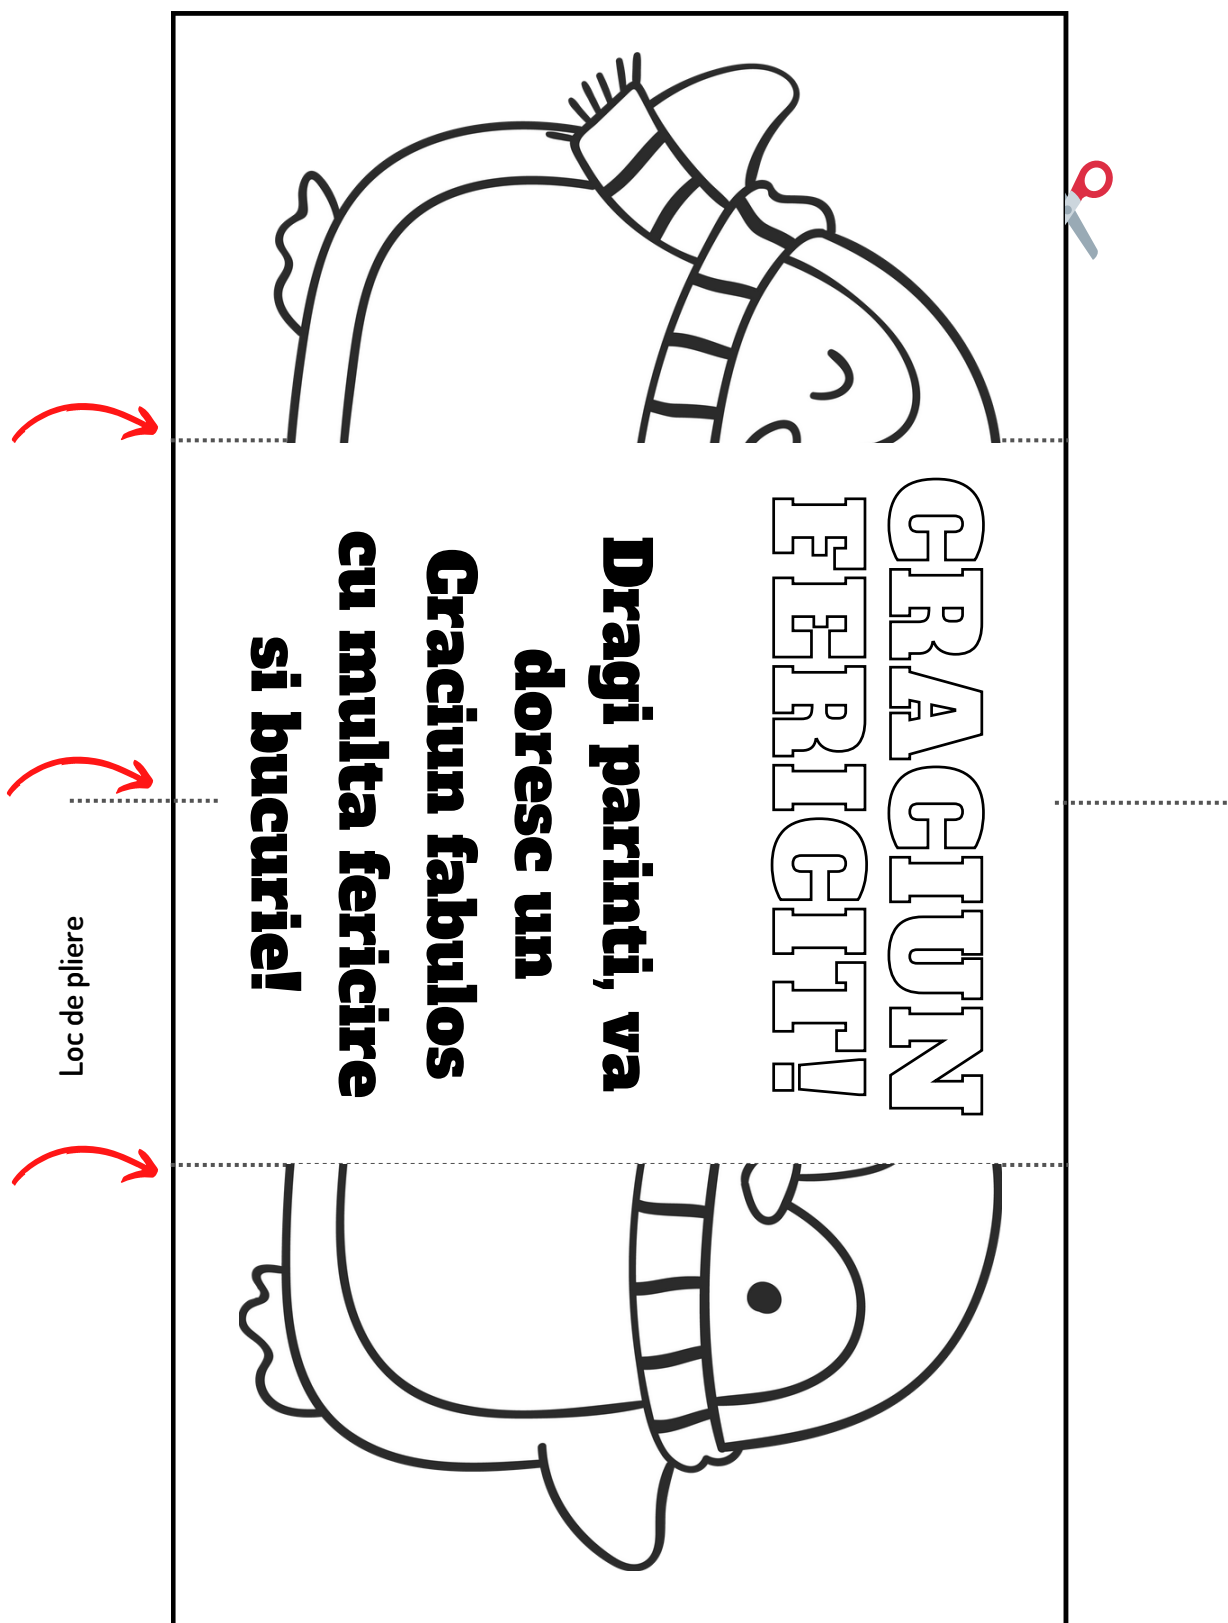 CRACIUN
FERICIT!
Dragi parinti, va
doresc un
Craciun fabulos
cu multa fericire
si bucurie!
Loc de pliere